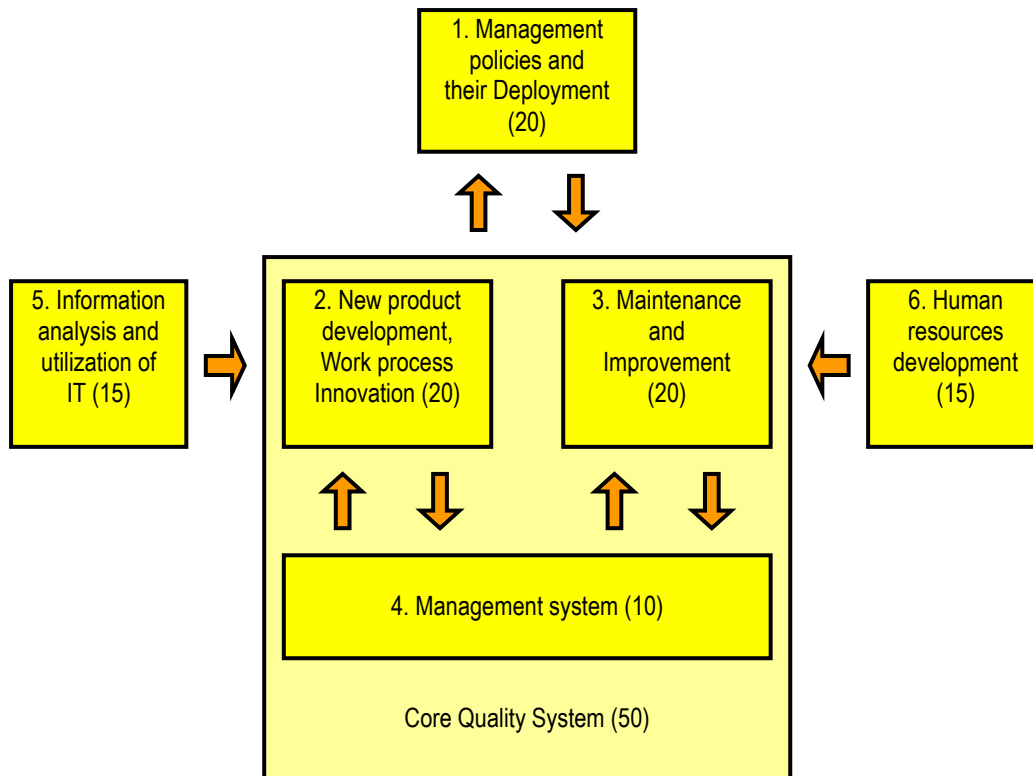 1. Management
policies and
their Deployment
(20)
5. Information
analysis and
utilization of
IT (15)
2. New product
development,
Work process
Innovation (20)
3. Maintenance
and
Improvement
(20)
6. Human
resources
development
(15)
4. Management system (10)
Core Quality System (50)